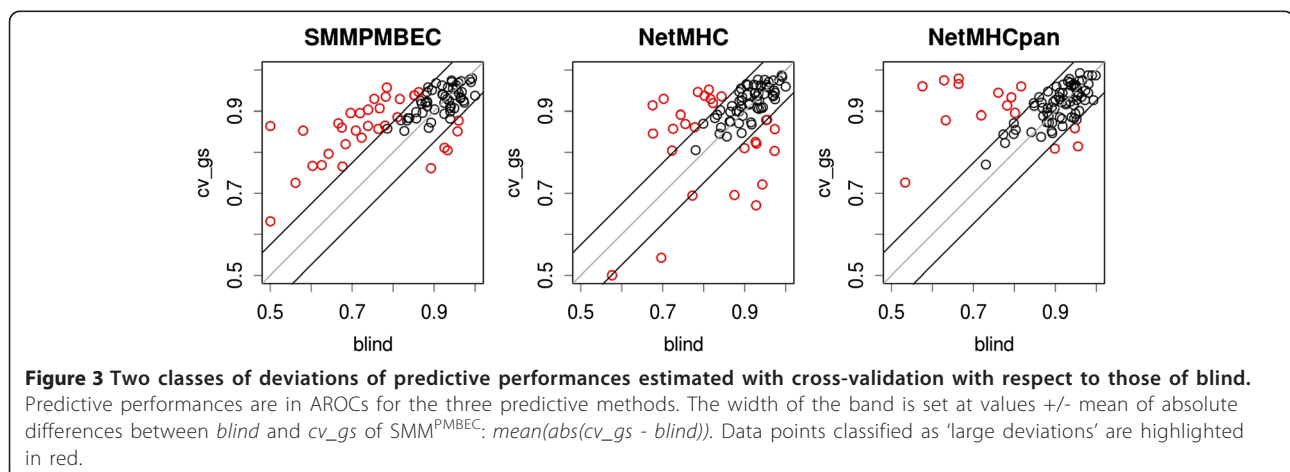 SMMPMBEC
NetMHC
NetMHCpan
cv_gs
0.5 0.7 0.9
0.5 0.7 0.9
blind
cv_gs
0.5 0.7 0.9
0.5 0.7 0.9
blind
cv_gs
0.5 0.7 0.9
0.5 0.7 0.9
blind
Figure 3 Two classes of deviations of predictive performances estimated with cross-validation with respect to those of blind.
Predictive performances are in AROCs for the three predictive methods. The width of the band is set at values +/- mean of absolute
differences between blind and cv_gs of SMM^PMBEC: mean(abs(cv_gs - blind)). Data points classified as 'large deviations' are highlighted
in red.